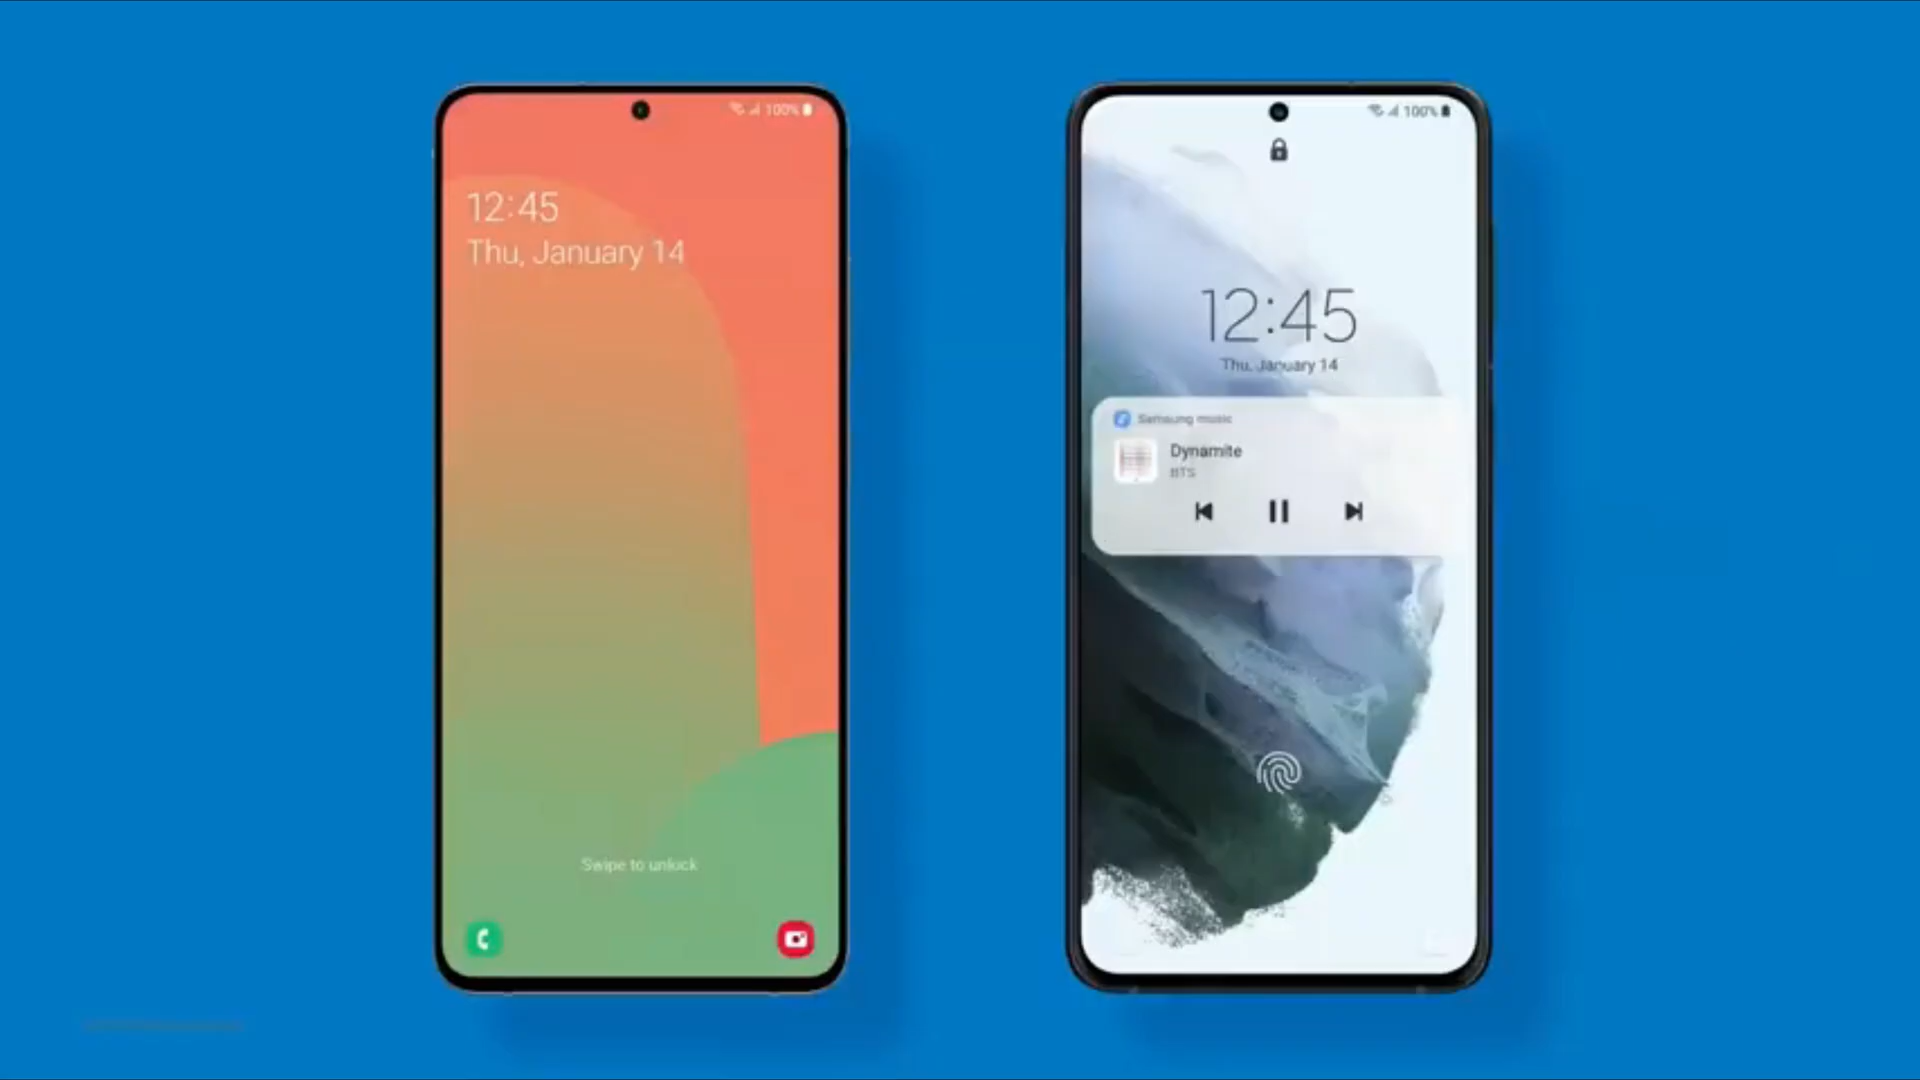 100%
12:45
Thu, January 14
Swipe to unlock
100%
12:45
Thu, January 14
Samsung music
Dynamite
BTS